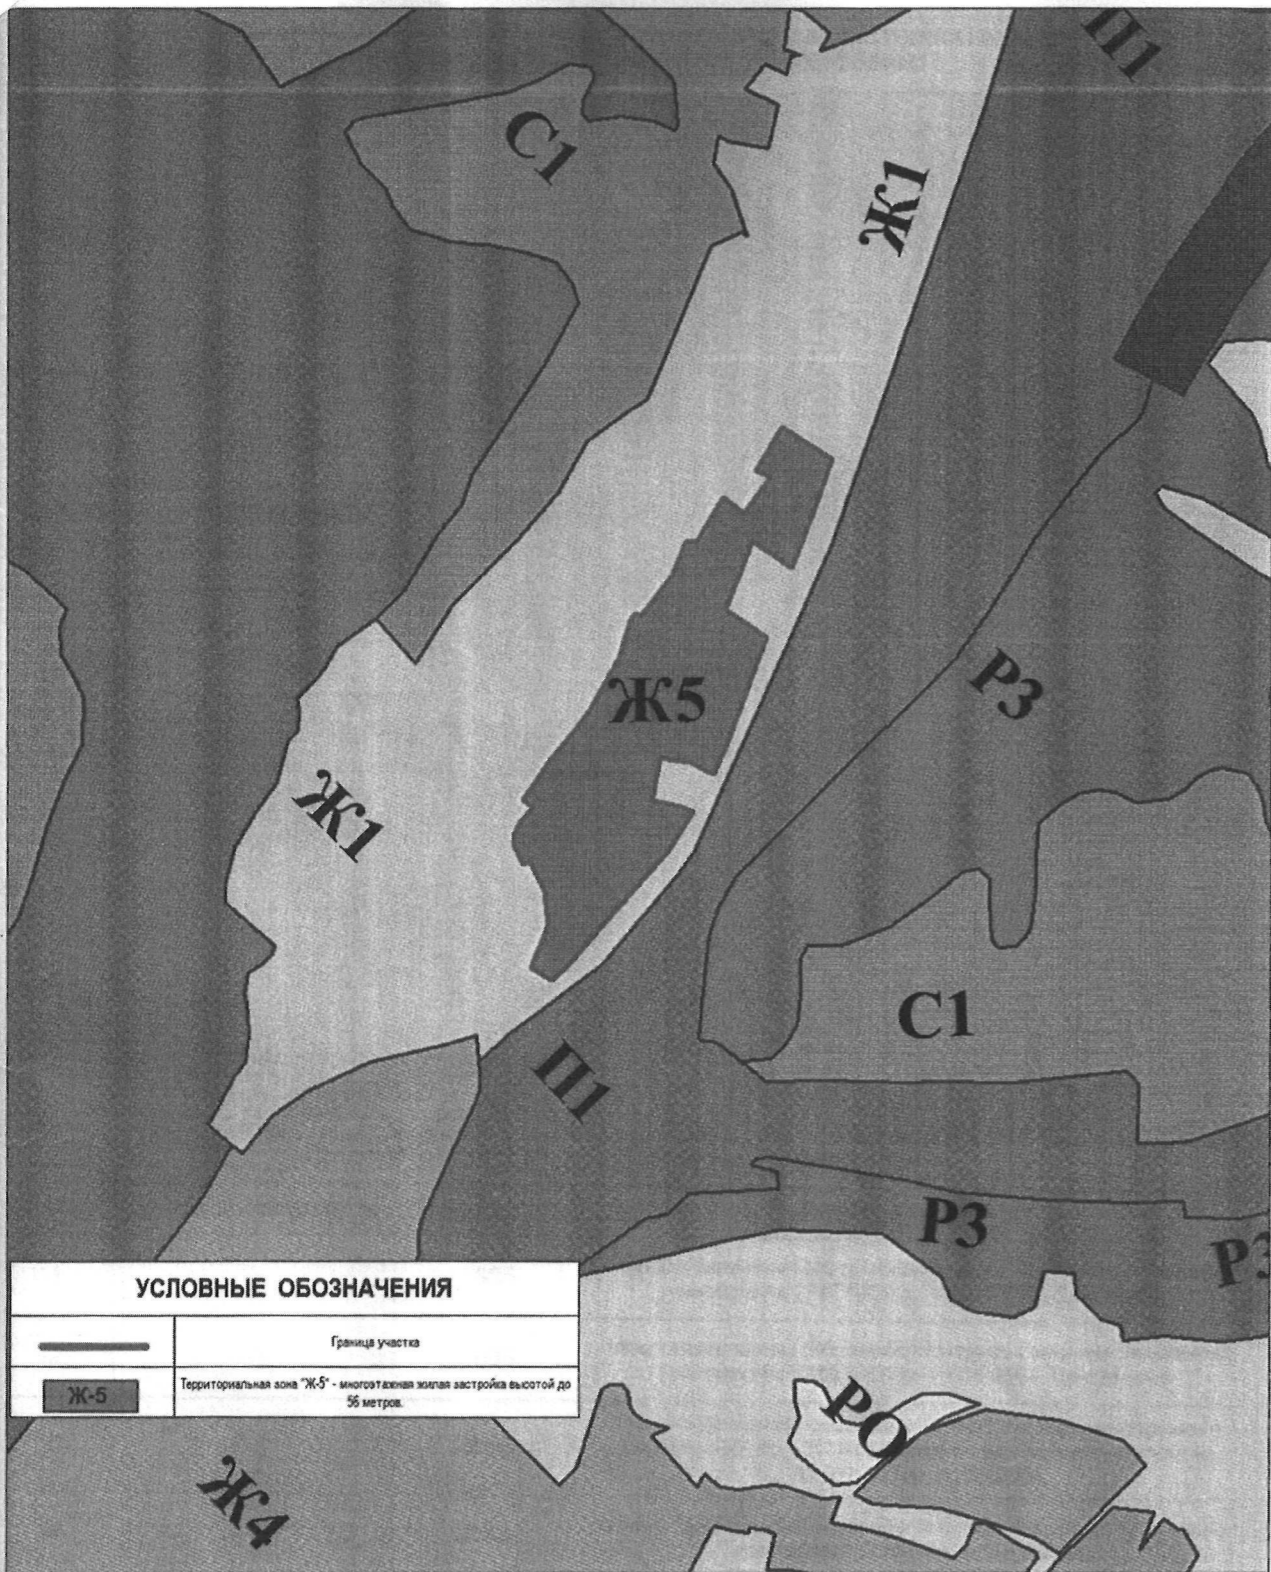 П1
С1
Ж1
Р3
Ж5
Ж1
С1
П1
Р3
Р3
УСЛОВНЫЕ ОБОЗНАЧЕНИЯ
Граница участка
Ж-5
Территориальная зона "Ж-5" - многоэтажная жилая застройка высотой до
56 метров.
РО
Ж4